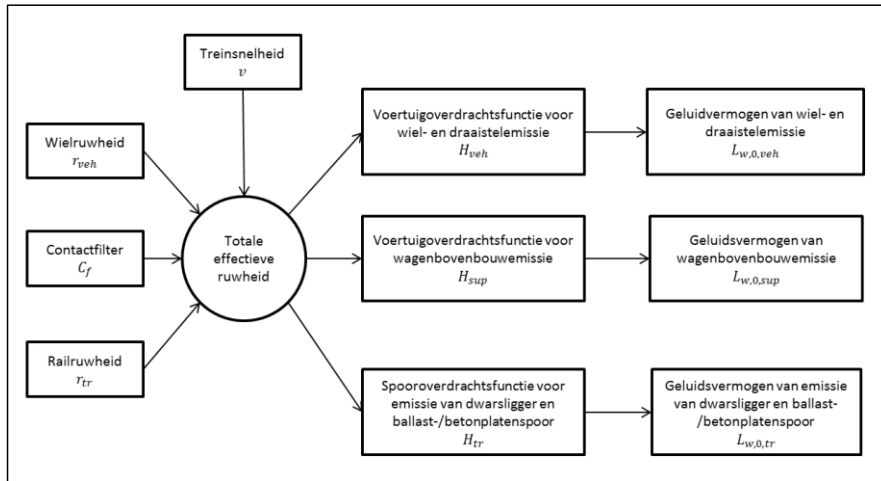 Treinsnelheid
v
Wielruwheid
r_veh
Contactfilter
C_f
Railruwheid
r_tr
Totale
effectieve
ruwheid
Voertuigoverdrachtsfunctie voor
wiel- en draaistelemissie
H_veh
Geluidvermogen van wiel- en
draaistelemissie
L_w,0,veh
Voertuigoverdrachtsfunctie voor
wagenbovenbouwemissie
H_sup
Geluidsvermogen van
wagenbovenbouwemissie
L_w,0,sup
Spooroverdrachtsfunctie voor
emissie van dwarsligger en
ballast-/betonplatenspoor
H_tr
Geluidsvermogen van emissie
van dwarsligger en ballast-
/betonplatenspoor
L_w,0,tr